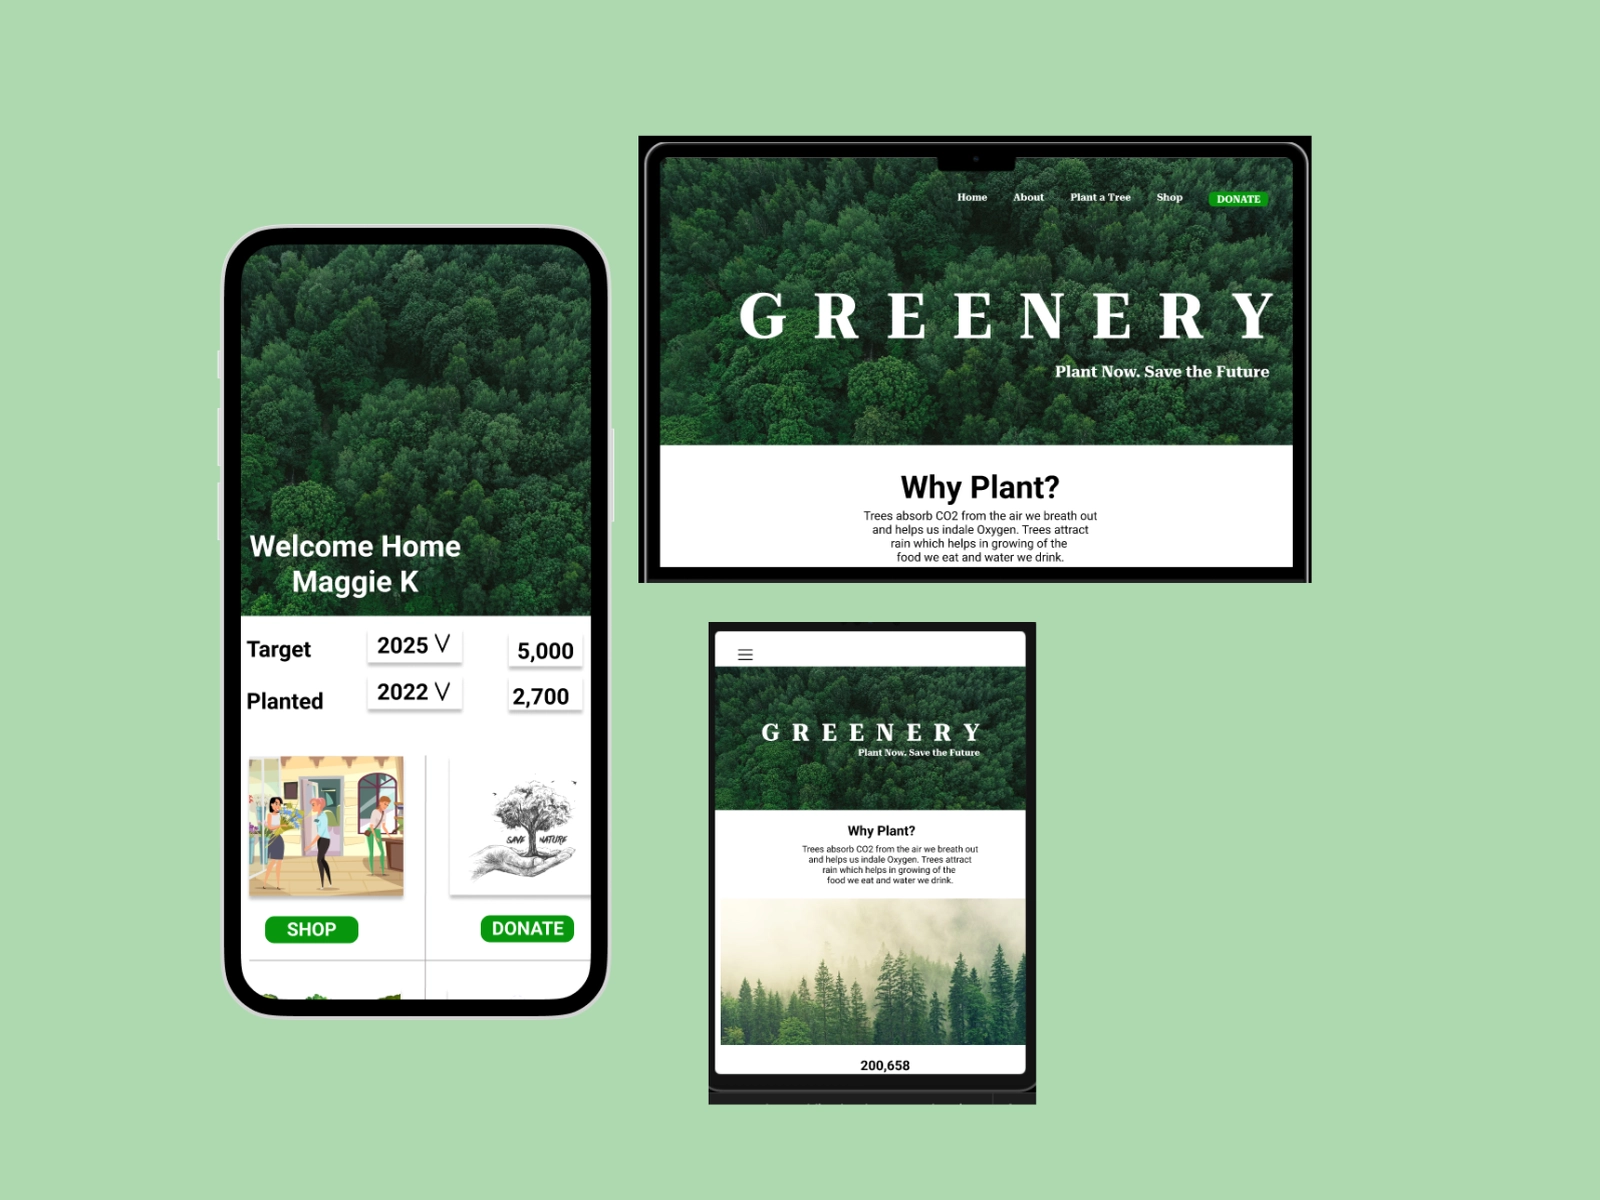 Welcome Home
Maggie K
Target 2025 V 5,000
Planted 2022 V 2,700
SAVE NATURE
SHOP
DONATE
Home About Plant a Tree Shop DONATE
GREENERY
Plant Now. Save the Future
Why Plant?
Trees absorb CO2 from the air we breath out
and helps us indale Oxygen. Trees attract
rain which helps in growing of the
food we eat and water we drink.
GREENERY
Plant Now. Save the Future
Why Plant?
Trees absorb CO2 from the air we breath out
and helps us indale Oxygen. Trees attract
rain which helps in growing of the
food we eat and water we drink.
200,658